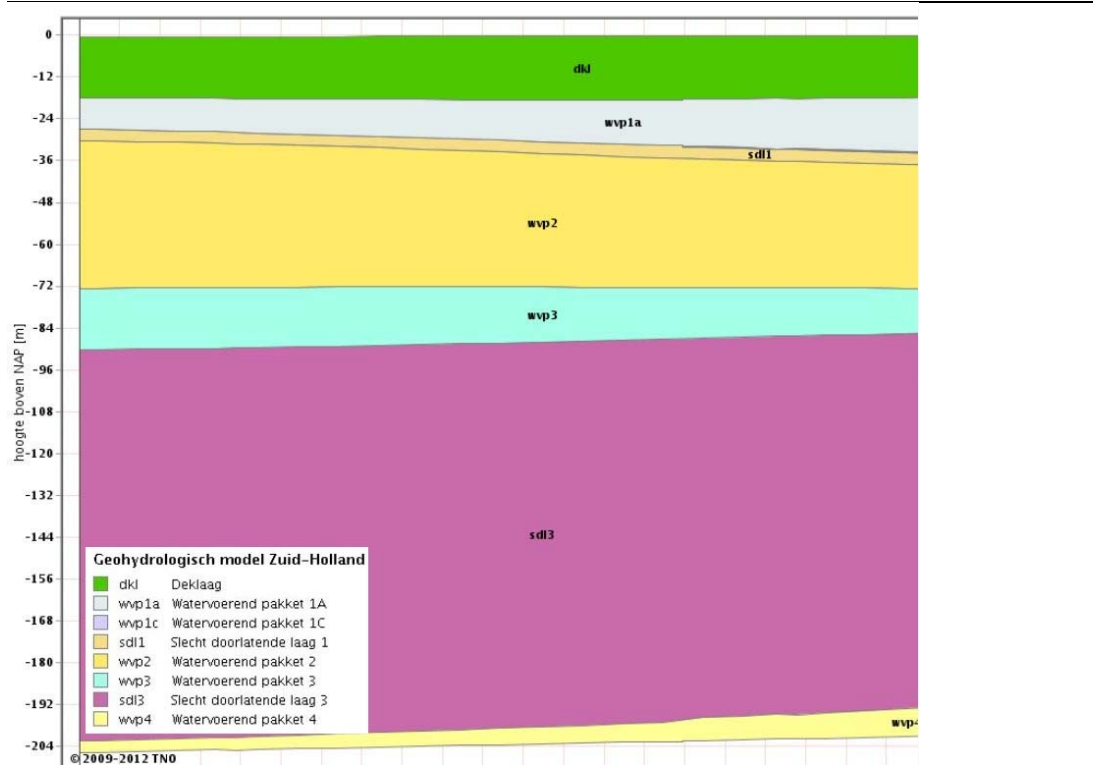 0
-12
-24
-36
-48
-60
-72
-84
-96
-108
-120
-132
-144
-156
-168
-180
-192
-204
hoogte boven NAP [m]
dkl
wvp1a
sdl1
wvp2
wvp3
sdl3
wvp4
Geohydrologisch model Zuid-Holland
dkl Deklaag
wvp1a Watervoerend pakket 1A
wvp1c Watervoerend pakket 1C
sdl1 Slecht doorlatende laag 1
wvp2 Watervoerend pakket 2
wvp3 Watervoerend pakket 3
sdl3 Slecht doorlatende laag 3
wvp4 Watervoerend pakket 4
©2009-2012 TNO